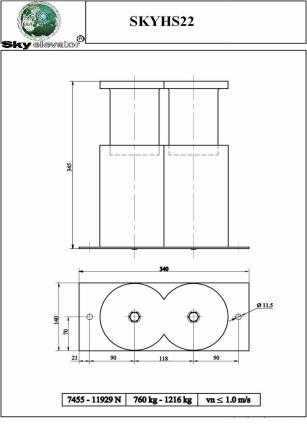 SKYHS22
Sky elevator®
345
340
Ø 11.5
140
70
21
90
118
90
7455 - 11929 N
760 kg - 1216 kg
vn ≤ 1.0 m/s